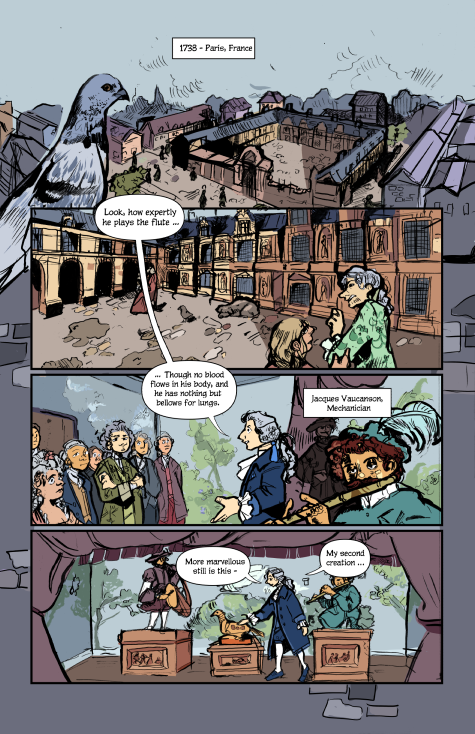 1738 - Paris, France
Look, how expertly
he plays the flute ...
... Though no blood
flows in his body, and
he has nothing but
bellows for lungs.
Jacques Vaucanson,
Mechanician
More marvellous
still is this -
My second
creation ...